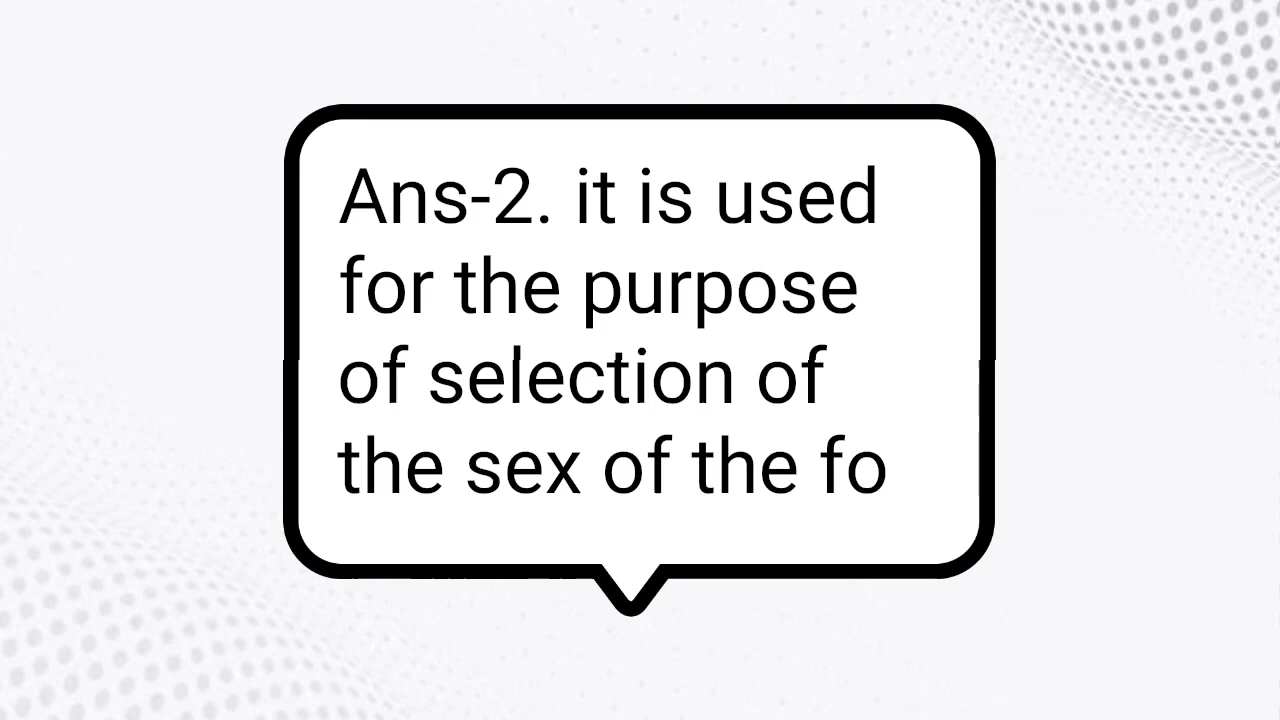 Ans-2. it is used
for the purpose
of selection of
the sex of the fo